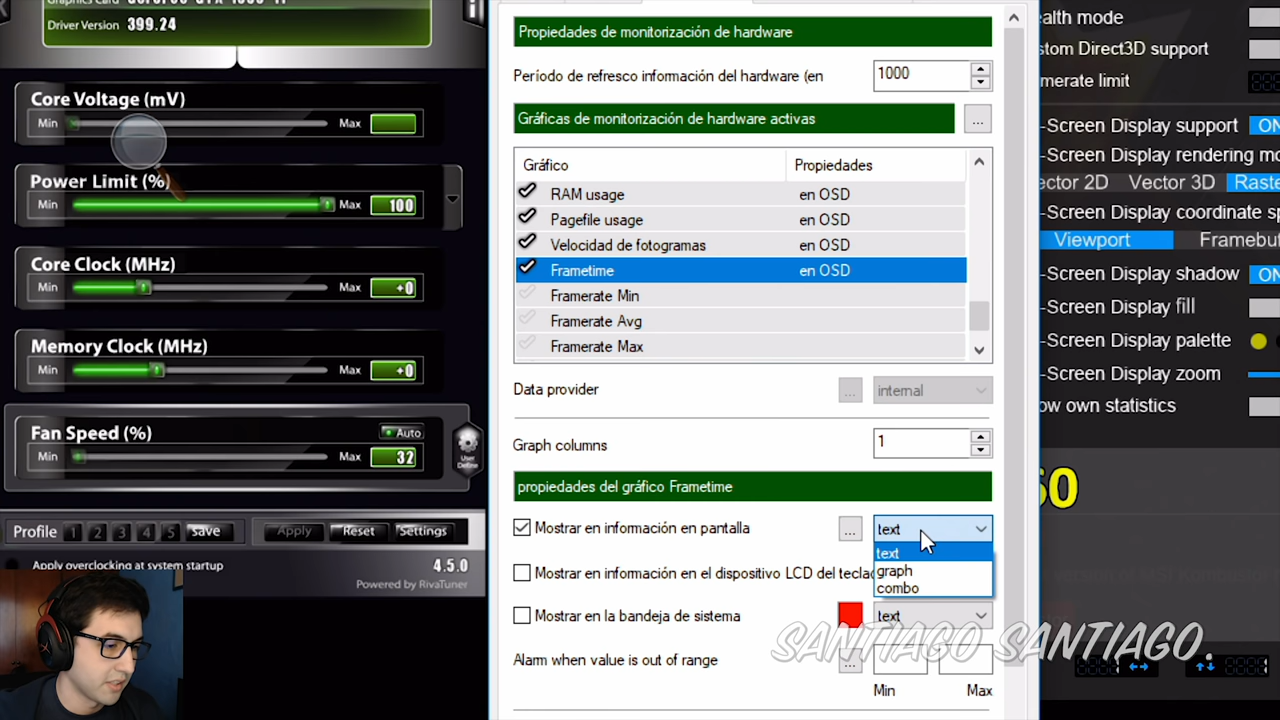 Driver Version 399.24
Core Voltage (mV)
Min Max
Power Limit (%)
Min Max 100
Core Clock (MHz)
Min Max +0
Memory Clock (MHz)
Min Max +0
Fan Speed (%) Auto
Min Max 32
User Define
Profile 1 2 3 4 5 save Apply Reset Settings
Apply overclocking at system startup 4.5.0
Powered by RivaTuner
Propiedades de monitorización de hardware
Período de refresco información del hardware (en 1000
Gráficas de monitorización de hardware activas ...
Gráfico Propiedades
RAM usage en OSD
Pagefile usage en OSD
Velocidad de fotogramas en OSD
Frametime en OSD
Framerate Min
Framerate Avg
Framerate Max
Data provider ... internal
Graph columns 1
propiedades del gráfico Frametime
Mostrar en información en pantalla ... text
text
graph
combo
Mostrar en información en el dispositivo LCD del teclad
Mostrar en la bandeja de sistema text
Alarm when value is out of range ...
Min Max
ealth mode
stom Direct3D support
merate limit
-Screen Display support ON
-Screen Display rendering mo
ector 2D Vector 3D Raste
-Screen Display coordinate sp
Viewport Framebu
-Screen Display shadow ON
-Screen Display fill
-Screen Display palette
-Screen Display zoom
ow own statistics
60
SANTIAGO SANTIAGO.